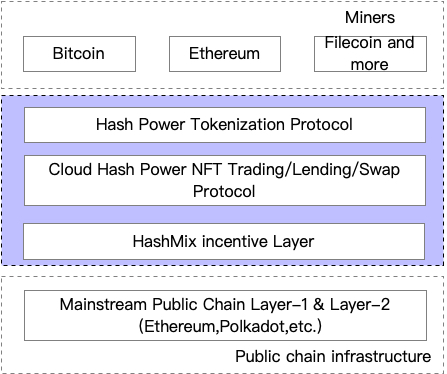 Miners
Bitcoin
Ethereum
Filecoin and
more
Hash Power Tokenization Protocol
Cloud Hash Power NFT Trading/Lending/Swap
Protocol
HashMix incentive Layer
Mainstream Public Chain Layer-1 & Layer-2
(Ethereum,Polkadot,etc.)
Public chain infrastructure